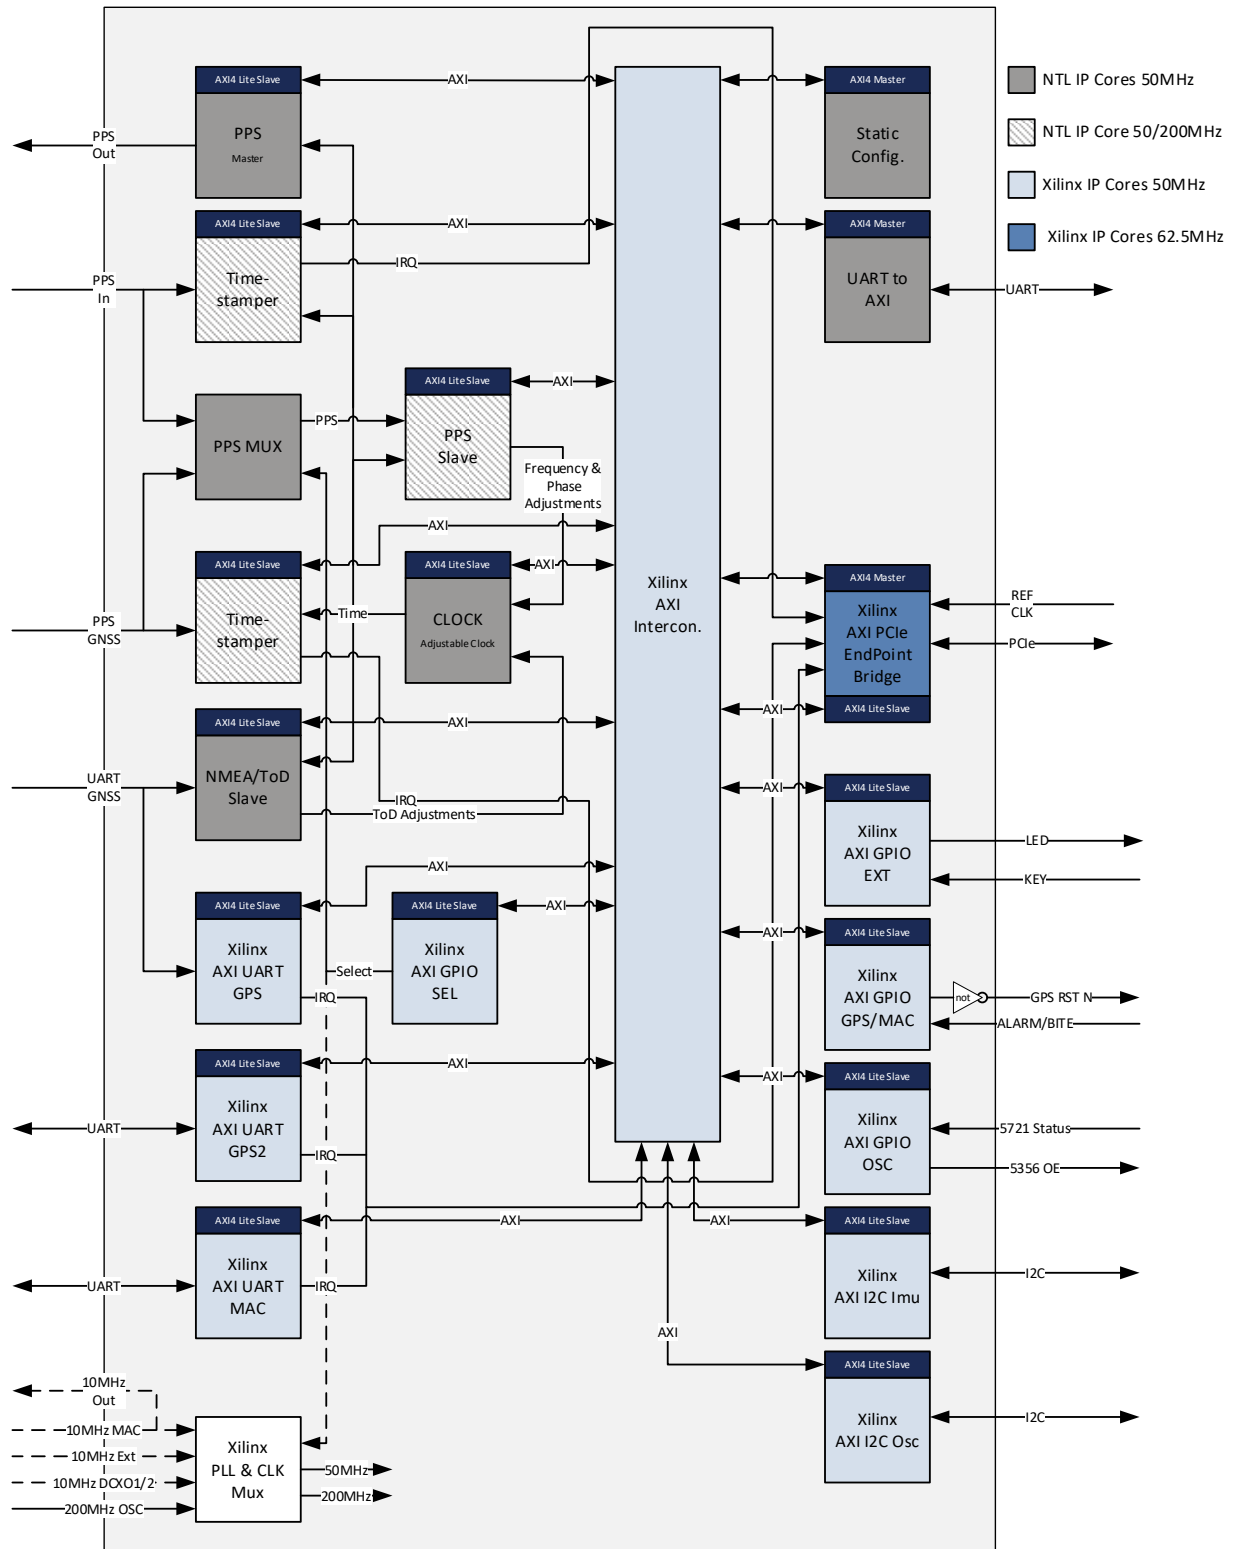 AXI4 Lite Slave
AXI
AXI4 Master
NTL IP Cores 50MHz
PPS
Out
PPS
Master
Static
Config.
NTL IP Core 50/200MHz
Xilinx IP Cores 50MHz
AXI4 Lite Slave
AXI
AXI4 Master
Xilinx IP Cores 62.5MHz
PPS
In
Time-
stamper
IRQ
UART to
AXI
UART
AXI4 Lite Slave
AXI
PPS MUX
PPS
PPS
Slave
Frequency &
Phase
Adjustments
AXI
AXI4 Lite Slave
AXI4 Lite Slave
AXI
Xilinx
AXI
Intercon.
AXI4 Master
PPS
GNSS
Time-
stamper
Time
CLOCK
Adjustable Clock
Xilinx
AXI PCIe
EndPoint
Bridge
REF
CLK
PCIe
AXI
AXI4 Lite Slave
AXI4 Lite Slave
AXI
UART
GNSS
NMEA/ToD
Slave
IRQ
ToD Adjustments
AXI
AXI4 Lite Slave
Xilinx
AXI GPIO
EXT
LED
KEY
AXI
AXI4 Lite Slave
AXI4 Lite Slave
AXI
Xilinx
AXI UART
GPS
IRQ
Select
Xilinx
AXI GPIO
SEL
AXI
AXI4 Lite Slave
Xilinx
AXI GPIO
GPS/MAC
not
GPS RST N
ALARM/BITE
AXI4 Lite Slave
AXI
AXI
AXI4 Lite Slave
UART
Xilinx
AXI UART
GPS2
IRQ
Xilinx
AXI GPIO
OSC
5721 Status
5356 OE
AXI4 Lite Slave
AXI
AXI
AXI4 Lite Slave
UART
Xilinx
AXI UART
MAC
IRQ
Xilinx
AXI I2C Imu
I2C
AXI
AXI4 Lite Slave
Xilinx
AXI I2C Osc
I2C
10MHz
Out
10MHz MAC
10MHz Ext
10MHz DCXO1/2
200MHz OSC
Xilinx
PLL & CLK
Mux
50MHz
200MHz